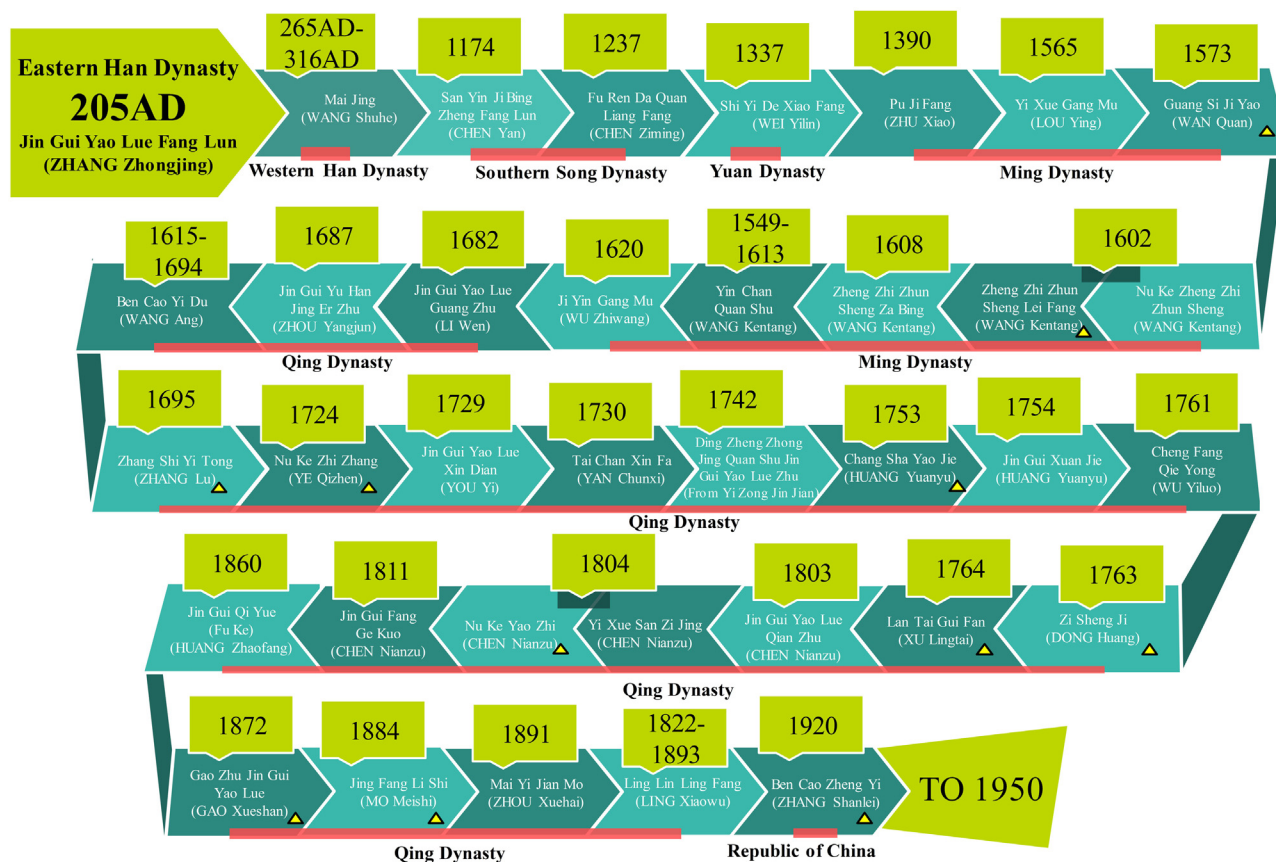 Eastern Han Dynasty
205AD
Jin Gui Yao Lue Fang Lun
(ZHANG Zhongjing)
265AD-
316AD
Mai Jing
(WANG Shuhe)
Western Han Dynasty
1174
San Yin Ji Bing
Zheng Fang Lun
(CHEN Yan)
1237
Fu Ren Da Quan
Liang Fang
(CHEN Ziming)
Southern Song Dynasty
1337
Shi Yi De Xiao Fang
(WEI Yilin)
Yuan Dynasty
1390
Pu Ji Fang
(ZHU Xiao)
1565
Yi Xue Gang Mu
(LOU Ying)
1573
Guang Si Ji Yao
(WAN Quan)
Ming Dynasty
1602
Nu Ke Zheng Zhi
Zhun Sheng
(WANG Kentang)
Zheng Zhi Zhun
Sheng Lei Fang
(WANG Kentang)
1608
Zheng Zhi Zhun
Sheng Za Bing
(WANG Kentang)
1549-
1613
Yin Chan
Quan Shu
(WANG Kentang)
1620
Ji Yin Gang Mu
(WU Zhiwang)
Ming Dynasty
1682
Jin Gui Yao Lue
Guang Zhu
(LI Wen)
1687
Jin Gui Yu Han
Jing Er Zhu
(ZHOU Yangjun)
1615-
1694
Ben Cao Yi Du
(WANG Ang)
Qing Dynasty
1695
Zhang Shi Yi Tong
(ZHANG Lu)
1724
Nu Ke Zhi Zhang
(YE Qizhen)
1729
Jin Gui Yao Lue
Xin Dian
(YOU Yi)
1730
Tai Chan Xin Fa
(YAN Chunxi)
1742
Ding Zheng Zhong
Jing Quan Shu Jin
Gui Yao Lue Zhu
(From Yi Zong Jin Jian)
1753
Chang Sha Yao Jie
(HUANG Yuanyu)
1754
Jin Gui Xuan Jie
(HUANG Yuanyu)
1761
Cheng Fang
Qie Yong
(WU Yiluo)
Qing Dynasty
1763
Zi Sheng Ji
(DONG Huang)
1764
Lan Tai Gui Fan
(XU Lingtai)
1803
Jin Gui Yao Lue
Qian Zhu
(CHEN Nianzu)
1804
Yi Xue San Zi Jing
(CHEN Nianzu)
Nu Ke Yao Zhi
(CHEN Nianzu)
1811
Jin Gui Fang
Ge Kuo
(CHEN Nianzu)
1860
Jin Gui Qi Yue
(Fu Ke)
(HUANG Zhaofang)
Qing Dynasty
1872
Gao Zhu Jin Gui
Yao Lue
(GAO Xueshan)
1884
Jing Fang Li Shi
(MO Meishi)
1891
Mai Yi Jian Mo
(ZHOU Xuehai)
1822-
1893
Ling Lin Ling Fang
(LING Xiaowu)
Qing Dynasty
1920
Ben Cao Zheng Yi
(ZHANG Shanlei)
Republic of China
TO 1950